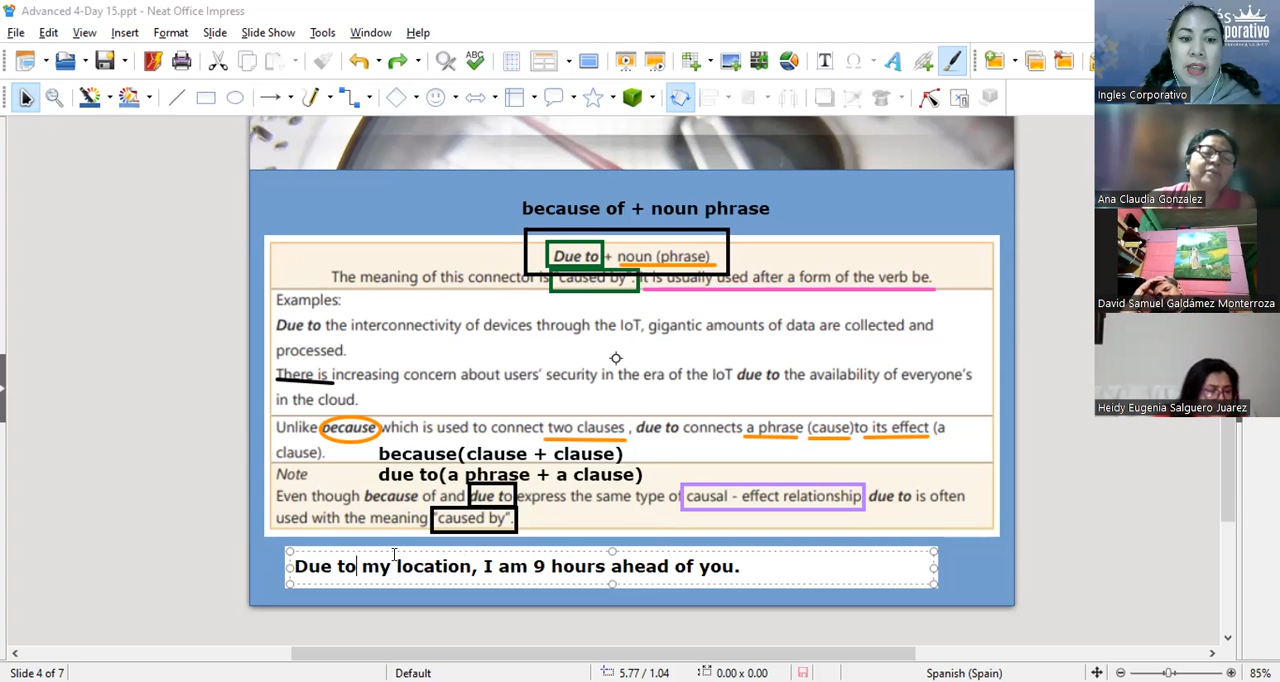 Advanced 4-Day 15.ppt - Neat Office Impress
File Edit View Insert Format Slide Slide Show Tools Window Help
because of + noun phrase
Due to + noun (phrase)
The meaning of this connector is "caused by". It is usually used after a form of the verb be.
Examples:
Due to the interconnectivity of devices through the IoT, gigantic amounts of data are collected and
processed.
There is increasing concern about users' security in the era of the IoT due to the availability of everyone's
in the cloud.
Unlike because which is used to connect two clauses , due to connects a phrase (cause)to its effect (a
clause).
because(clause + clause)
due to(a phrase + a clause)
Note
Even though because of and due to express the same type of causal - effect relationship due to is often
used with the meaning "caused by".
Due to my location, I am 9 hours ahead of you.
Slide 4 of 7
Default
5.77 / 1.04
0.00 x 0.00
Spanish (Spain)
85%
Ingles Corporativo
Ana Claudia Gonzalez
David Samuel Galdámez Monterroza
Heidy Eugenia Salguero Juarez